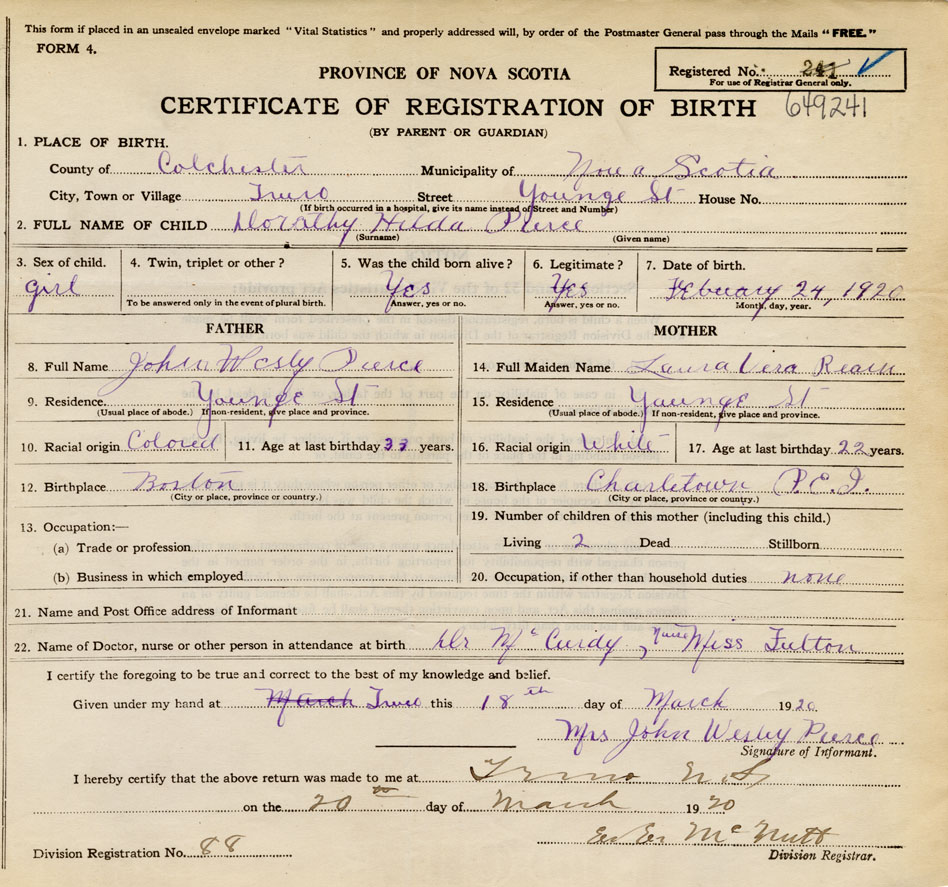 This form if placed in an unsealed envelope marked "Vital Statistics" and properly addressed will, by order of the Postmaster General pass through the Mails "FREE."
FORM 4.
Registered No. 241
For use of Registrar General only.
PROVINCE OF NOVA SCOTIA
CERTIFICATE OF REGISTRATION OF BIRTH 649241
(BY PARENT OR GUARDIAN)
1. PLACE OF BIRTH.
County of Colchester Municipality of Nova Scotia
City, Town or Village Truro Street Younge St House No.
(If birth occurred in a hospital, give its name instead of Street and Number)
2. FULL NAME OF CHILD Dorathy Hilda Pierce
(Surname) (Given name)
3. Sex of child. 4. Twin, triplet or other? 5. Was the child born alive? 6. Legitimate? 7. Date of birth.
girl Yes Yes Febuary 24, 1920
To be answered only in the event of plural birth. Answer, yes or no. Answer, yes or no. Month, day, year.
FATHER MOTHER
8. Full Name John Wesly Pierce 14. Full Maiden Name Laura Vera
9. Residence Younge St 15. Residence Younge St
(Usual place of abode.) If non-resident, give place and province. (Usual place of abode.) If non-resident, give place and province.
10. Racial origin Colored 11. Age at last birthday years. 16. Racial origin White 17. Age at last birthday 22 years.
12. Birthplace Boston 18. Birthplace Charletown P.E.I.
(City or place, province or country.) (City or place, province or country.)
13. Occupation:— 19. Number of children of this mother (including this child.)
(a) Trade or profession Living 2 Dead Stillborn
(b) Business in which employed 20. Occupation, if other than household duties none
21. Name and Post Office address of Informant
22. Name of Doctor, nurse or other person in attendance at birth Dr McCurdy, Nurse Miss Fulton
I certify the foregoing to be true and correct to the best of my knowledge and belief.
Given under my hand at March Truro this 18th day of March 1920
Mrs John Wesley Pierce
Signature of Informant.
I hereby certify that the above return was made to me at Truro N.S
on the 20th day of March 1920
McNutt
Division Registration No. 88 Division Registrar.